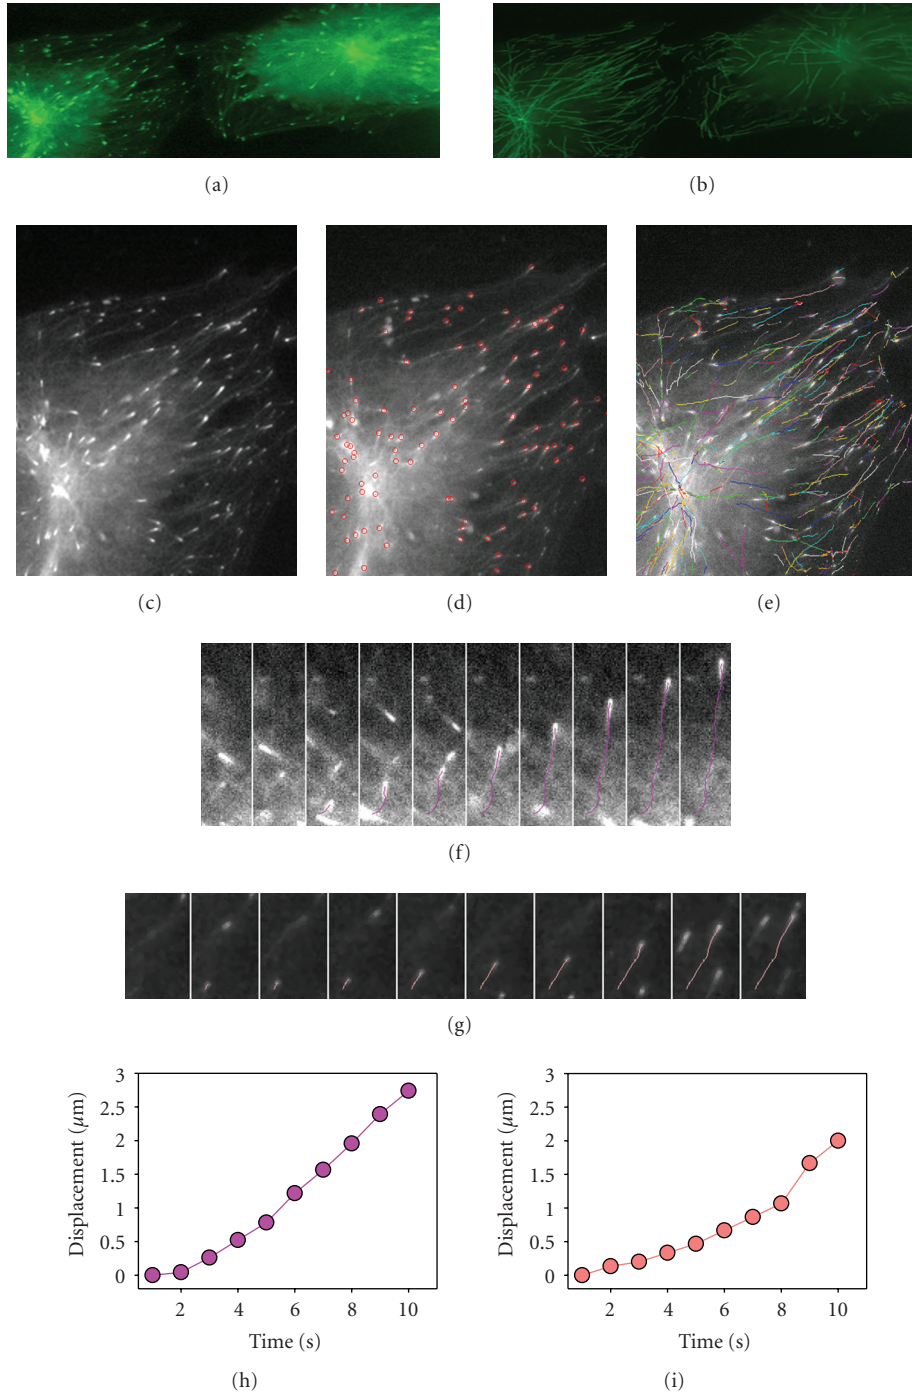 (a)
(b)
(c)
(d)
(e)
(f)
(g)
3
2.5
2
1.5
1
0.5
0
Displacement (μm)
2
4
6
8
10
Time (s)
(h)
3
2.5
2
1.5
1
0.5
0
Displacement (μm)
2
4
6
8
10
Time (s)
(i)